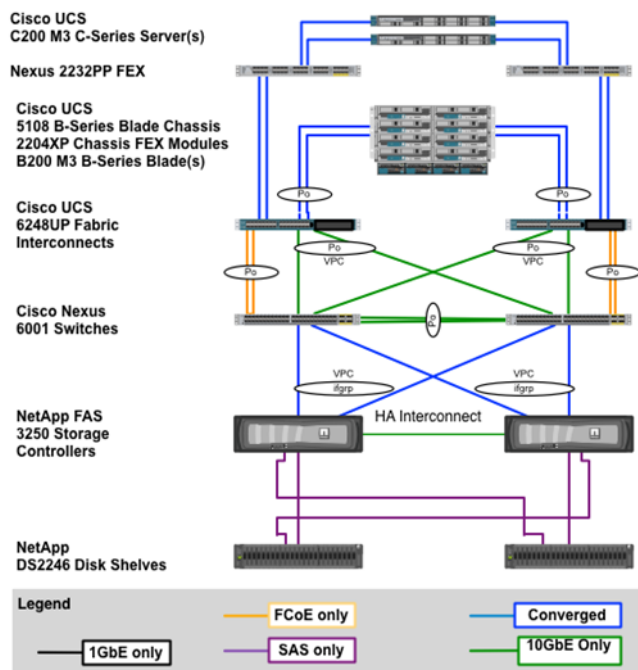 Cisco UCS
C200 M3 C-Series Server(s)
Nexus 2232PP FEX
Cisco UCS
5108 B-Series Blade Chassis
2204XP Chassis FEX Modules
B200 M3 B-Series Blade(s)
Po
Po
Cisco UCS
6248UP Fabric
Interconnects
Po
Po
VPC
VPC
Po
Po
Cisco Nexus
6001 Switches
Po
VPC
VPC
ifgrp
ifgrp
NetApp FAS
3250 Storage
Controllers
HA Interconnect
NetApp
DS2246 Disk Shelves
Legend
FCoE only
Converged
1GbE only
SAS Only
10GbE Only